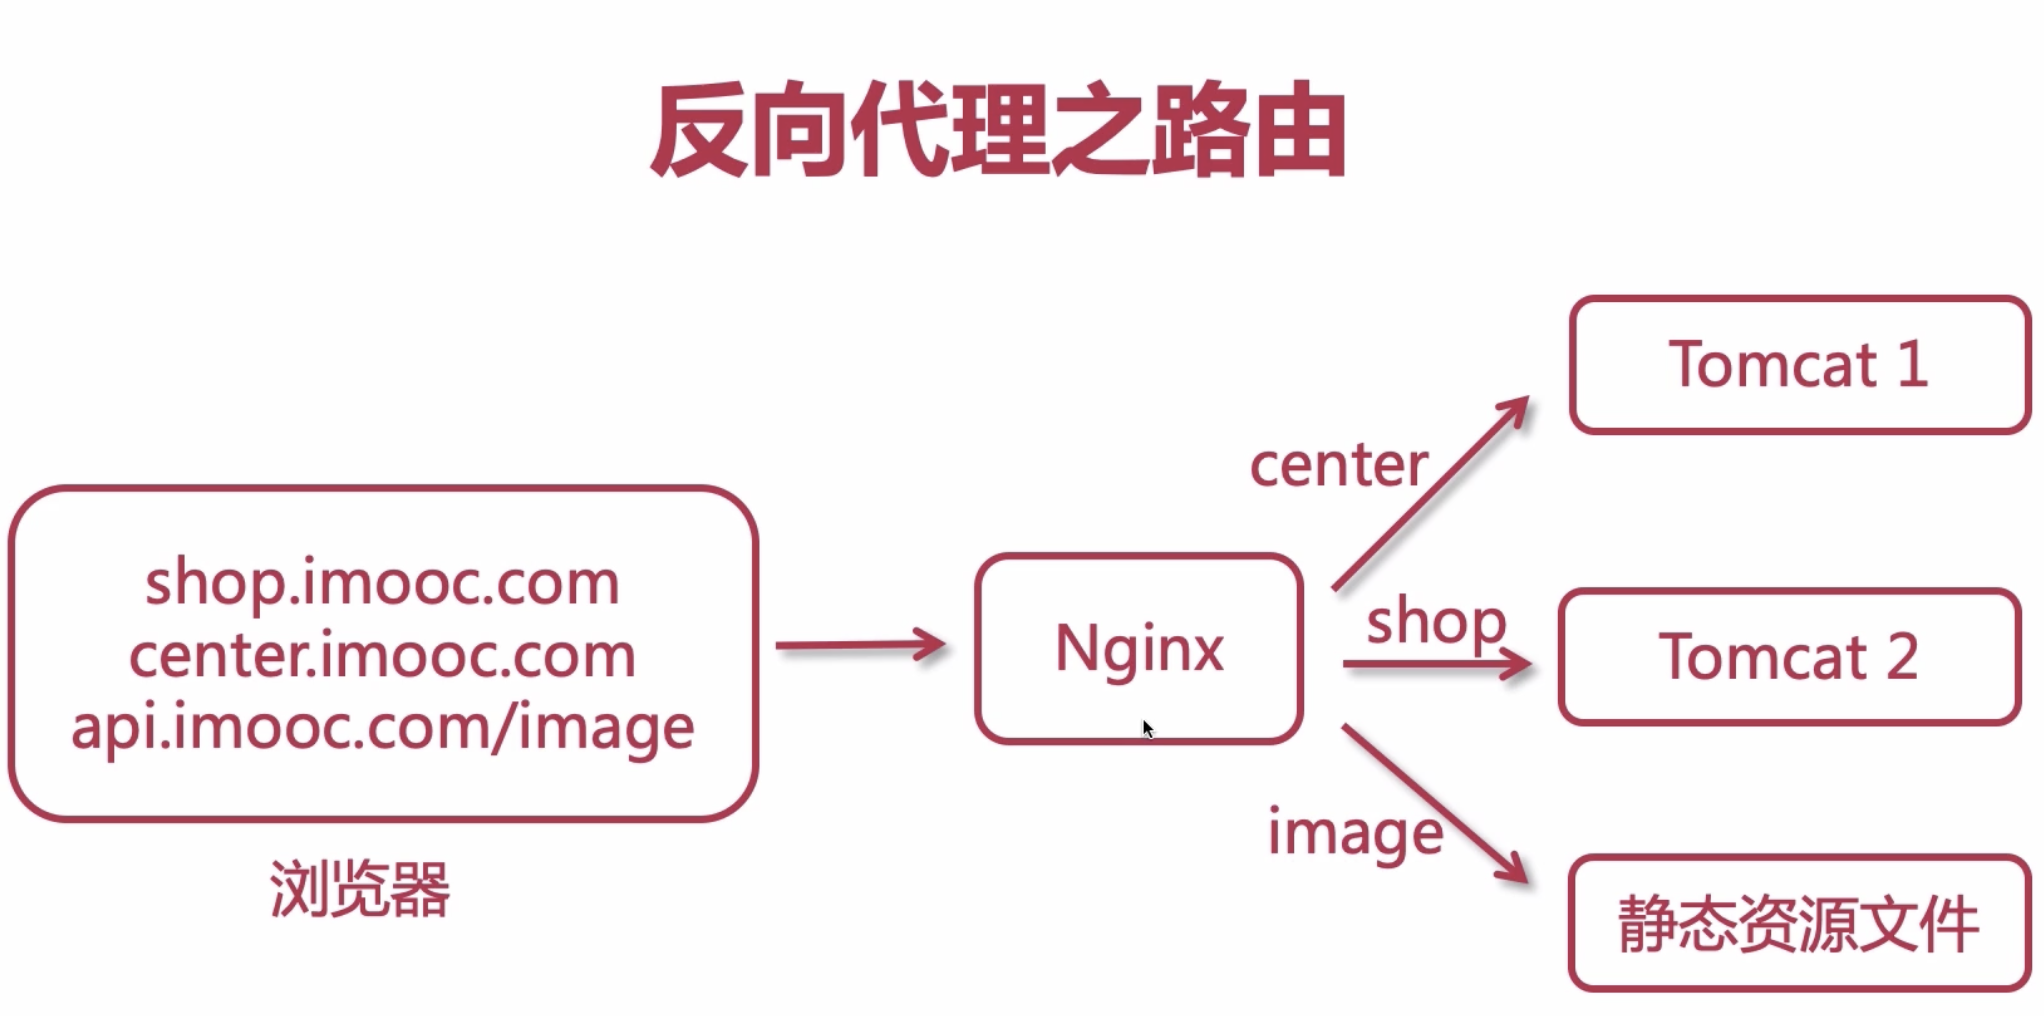 反向代理之路由
shop.imooc.com
center.imooc.com
api.imooc.com/image
浏览器
Nginx
center
shop
image
Tomcat 1
Tomcat 2
静态资源文件